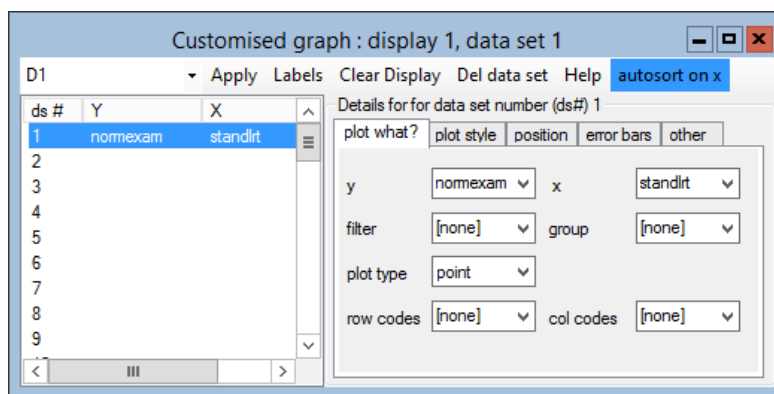 Customised graph : display 1, data set 1
D1 Apply Labels Clear Display Del data set Help autosort on x
ds # Y X
1 normexam standlrt
2
3
4
5
6
7
8
9
Details for for data set number (ds#) 1
plot what? plot style position error bars other
y normexam x standlrt
filter [none] group [none]
plot type point
row codes [none] col codes [none]